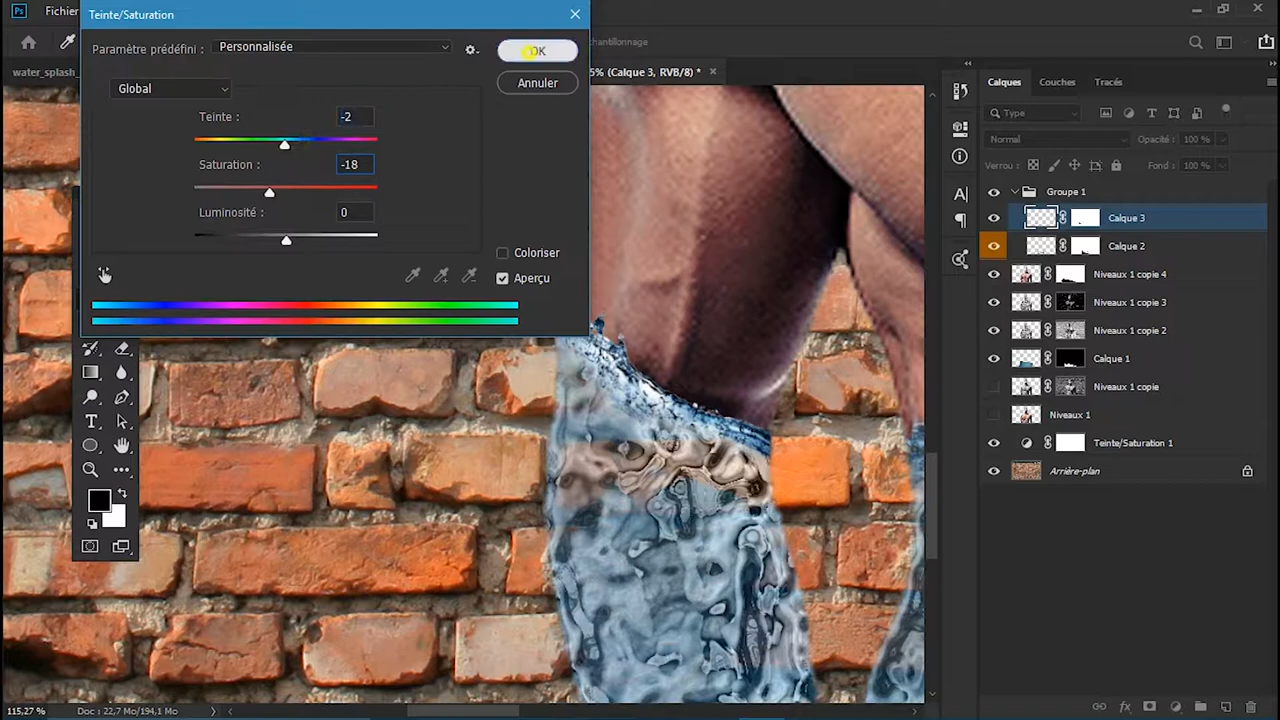 Ps Fichier
Teinte/Saturation
Paramètre prédéfini : Personnalisée
OK
Annuler
Global
Teinte : -2
Saturation : -18
Luminosité : 0
Coloriser
Aperçu
chantillonnage
water_splash_
5% (Calque 3, RVB/8) *
Calques Couches Tracés
Type
Normal Opacité : 100 %
Verrou : Fond : 100 %
Groupe 1
Calque 3
Calque 2
Niveaux 1 copie 4
Niveaux 1 copie 3
Niveaux 1 copie 2
Calque 1
Niveaux 1 copie
Niveaux 1
Teinte/Saturation 1
Arrière-plan
115,27 % Doc : 22,7 Mo/194,1 Mo